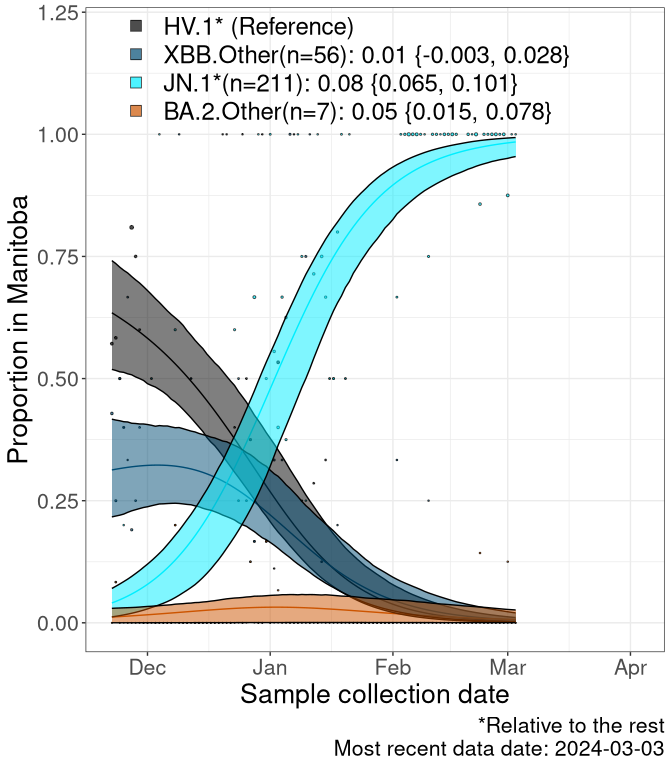 HV.1* (Reference)
XBB.Other(n=56): 0.01 {-0.003, 0.028}
JN.1*(n=211): 0.08 {0.065, 0.101}
BA.2.Other(n=7): 0.05 {0.015, 0.078}
1.25
1.00
0.75
0.50
0.25
0.00
Proportion in Manitoba
Dec Jan Feb Mar Apr
Sample collection date
*Relative to the rest
Most recent data date: 2024-03-03